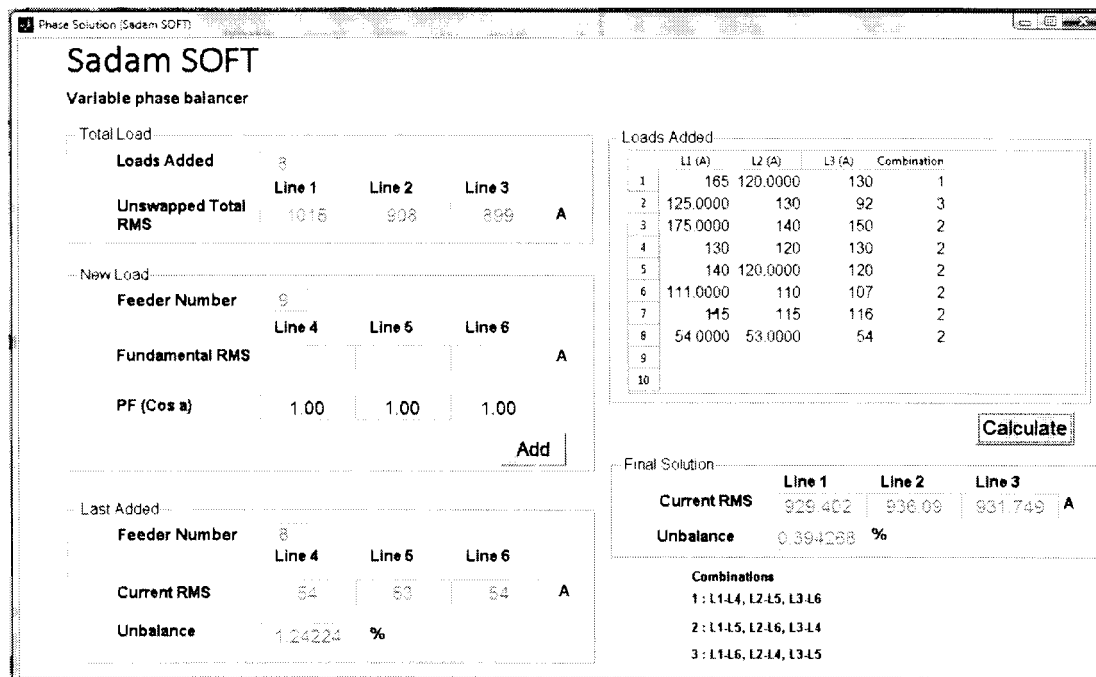 Phase Solution (Sadam SOFT)
Sadam SOFT
Variable phase balancer
Total Load
Loads Added 8
Line 1 Line 2 Line 3
Unswapped Total RMS 1015 908 899 A
New Load
Feeder Number 9
Line 4 Line 5 Line 6
Fundamental RMS A
PF (Cos a) 1.00 1.00 1.00
Add
Last Added
Feeder Number 8
Line 4 Line 5 Line 6
Current RMS 54 53 54 A
Unbalance 1.24224 %
Loads Added
L1 (A) L2 (A) L3 (A) Combination
1 165 120.0000 130 1
2 125.0000 130 92 3
3 175.0000 140 150 2
4 130 120 130 2
5 140 120.0000 120 2
6 111.0000 110 107 2
7 115 115 116 2
8 54.0000 53.0000 54 2
9
10
Calculate
Final Solution
Line 1 Line 2 Line 3
Current RMS 929.402 936.09 931.749 A
Unbalance 0.394268 %
Combinations
1 : L1-L4, L2-L5, L3-L6
2 : L1-L5, L2-L6, L3-L4
3 : L1-L6, L2-L4, L3-L5